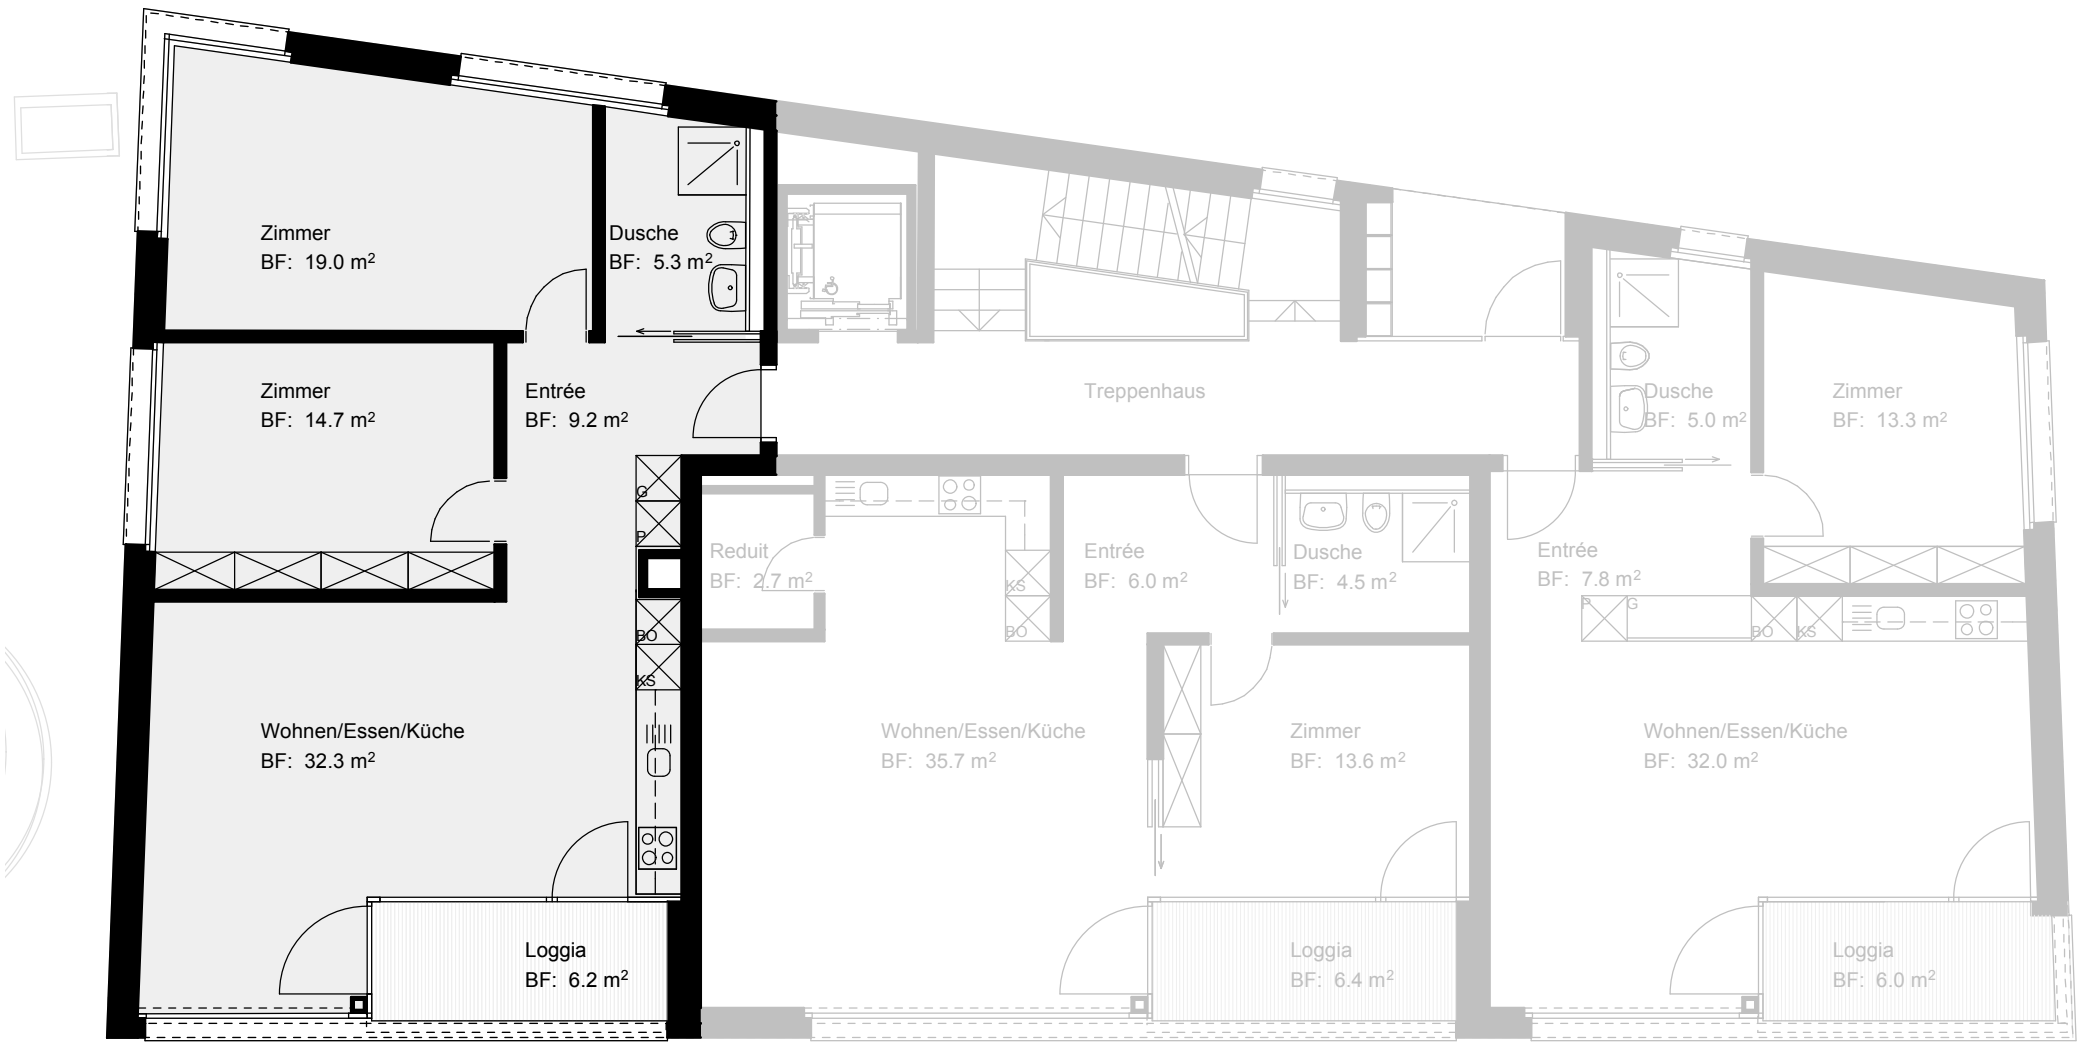 Zimmer
BF: 19.0 m²
Dusche
BF: 5.3 m²
Zimmer
BF: 14.7 m²
Entrée
BF: 9.2 m²
G
P
BO
KS
Wohnen/Essen/Küche
BF: 32.3 m²
Loggia
BF: 6.2 m²
Treppenhaus
Reduit
BF: 2.7 m²
KS
BO
Entrée
BF: 6.0 m²
Dusche
BF: 4.5 m²
Wohnen/Essen/Küche
BF: 35.7 m²
Zimmer
BF: 13.6 m²
Loggia
BF: 6.4 m²
Dusche
BF: 5.0 m²
Zimmer
BF: 13.3 m²
Entrée
BF: 7.8 m²
P G BO KS
Wohnen/Essen/Küche
BF: 32.0 m²
Loggia
BF: 6.0 m²